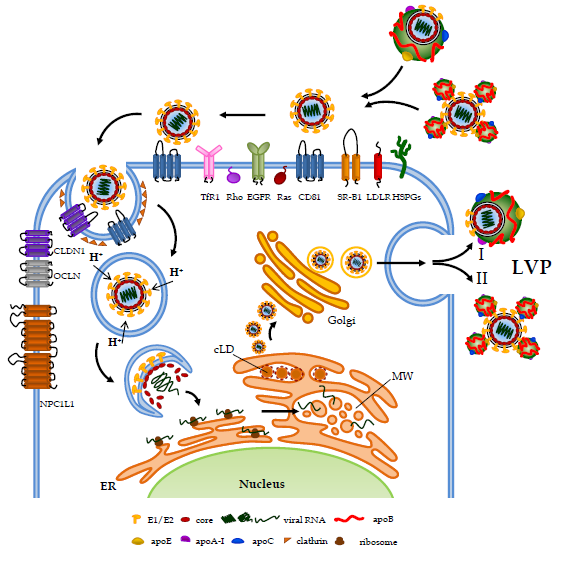 TfR1 Rho EGFR Ras CD81 SR-B1 LDLR HSPGs
CLDN1
H⁺
H⁺
OCLN
H⁺
NPC1L1
I
II
LVP
Golgi
cLD
MW
ER
Nucleus
E1/E2 core viral RNA apoB
apoE apoA-I apoC clathrin ribosome